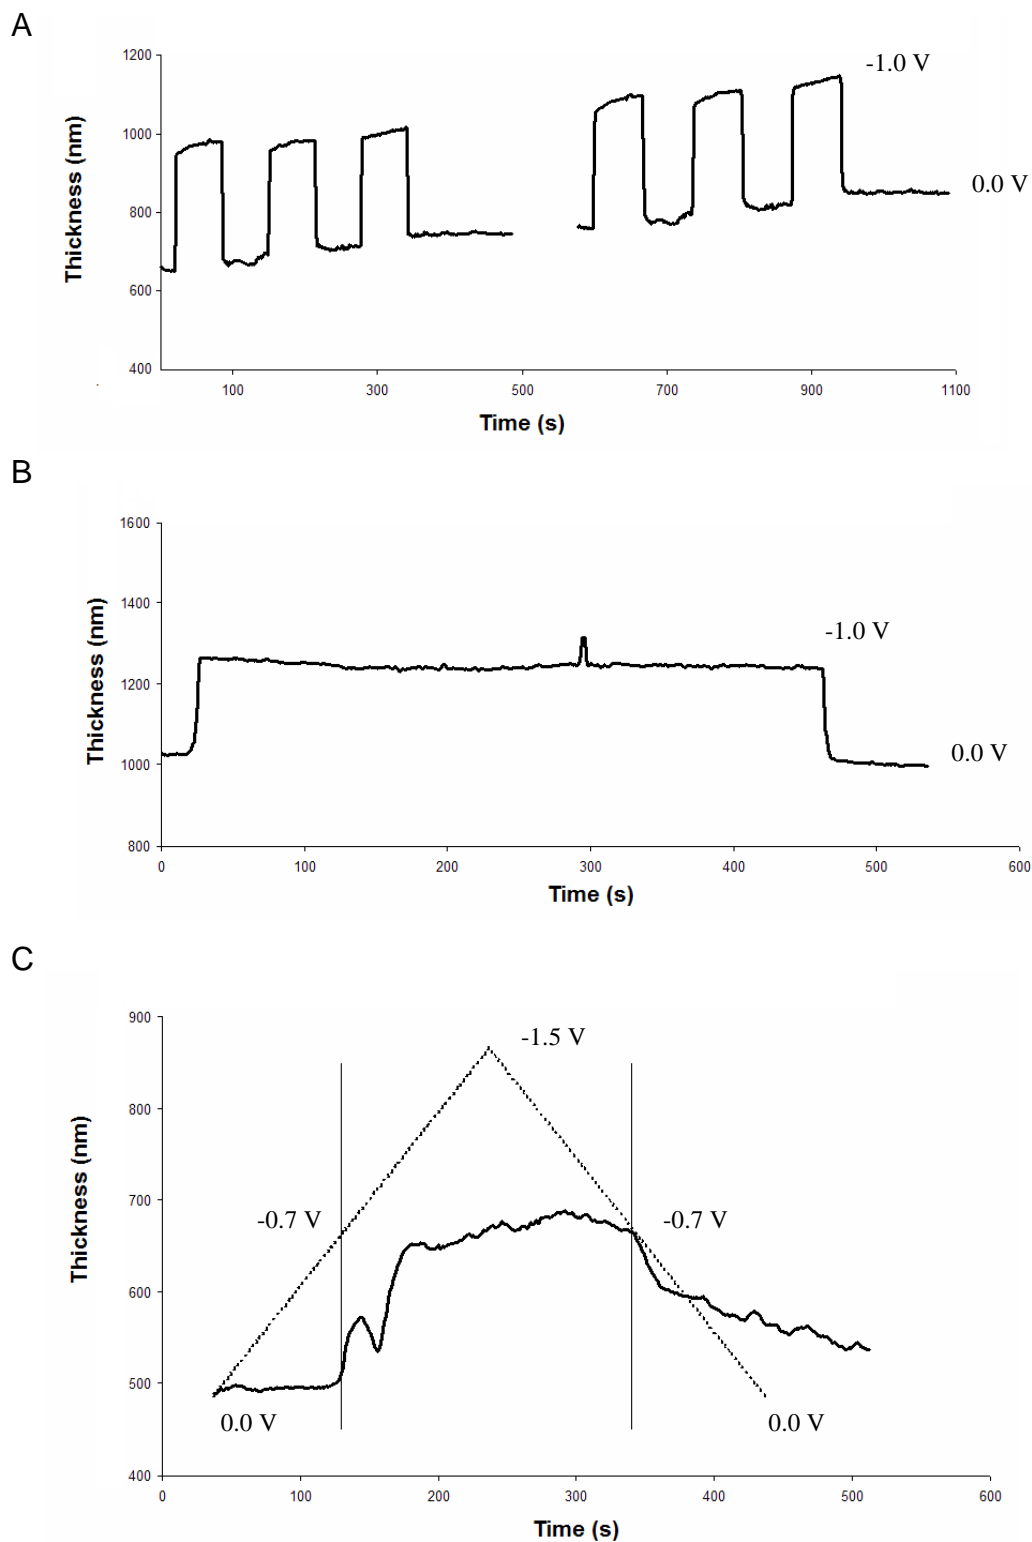 A
1200
1000
800
600
400
Thickness (nm)
-1.0 V
0.0 V
100 300 500 700 900 1100
Time (s)
B
1600
1400
1200
1000
800
Thickness (nm)
-1.0 V
0.0 V
0 100 200 300 400 500 600
Time (s)
C
900
800
700
600
500
400
Thickness (nm)
-1.5 V
-0.7 V -0.7 V
0.0 V 0.0 V
0 100 200 300 400 500 600
Time (s)